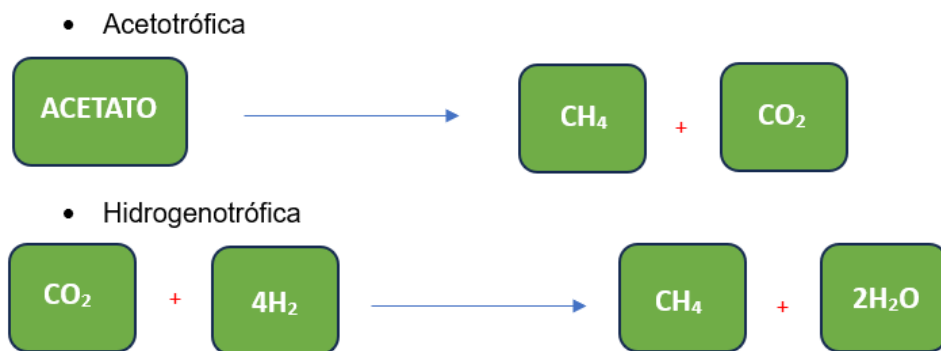 • Acetotrófica
ACETATO CH₄ + CO₂
• Hidrogenotrófica
CO₂ + 4H₂ CH₄ + 2H₂O